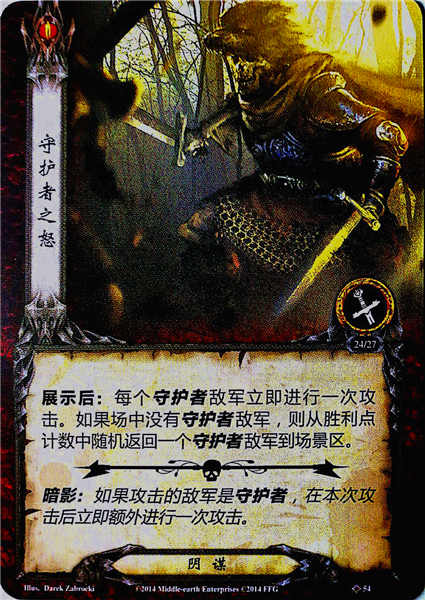 守护者之怒
24/27
展示后：每个守护者敌军立即进行一次攻
击。如果场中没有守护者敌军，则从胜利点
计数中随机返回一个守护者敌军到场景区。
暗影：如果攻击的敌军是守护者，在本次攻
击后立即额外进行一次攻击。
阴谋
Illus. Darek Zabrocki ©2014 Middle-earth Enterprises ©2014 FFG 54